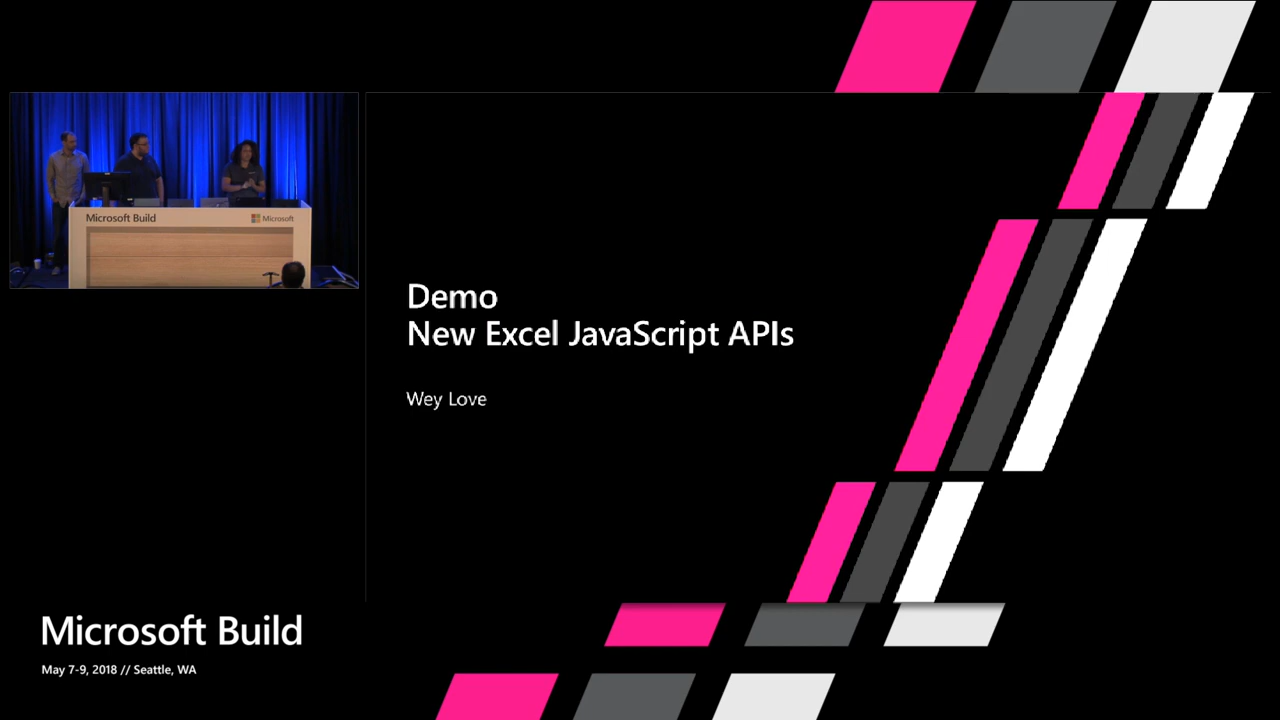 Microsoft Build
Microsoft
Demo
New Excel JavaScript APIs
Wey Love
Microsoft Build
May 7-9, 2018 // Seattle, WA